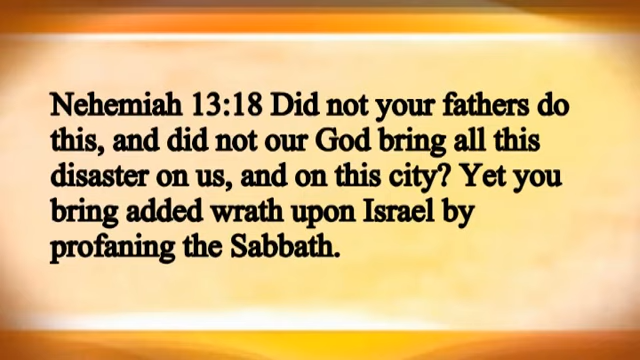 Nehemiah 13:18 Did not your fathers do
this, and did not our God bring all this
disaster on us, and on this city? Yet you
bring added wrath upon Israel by
profaning the Sabbath.